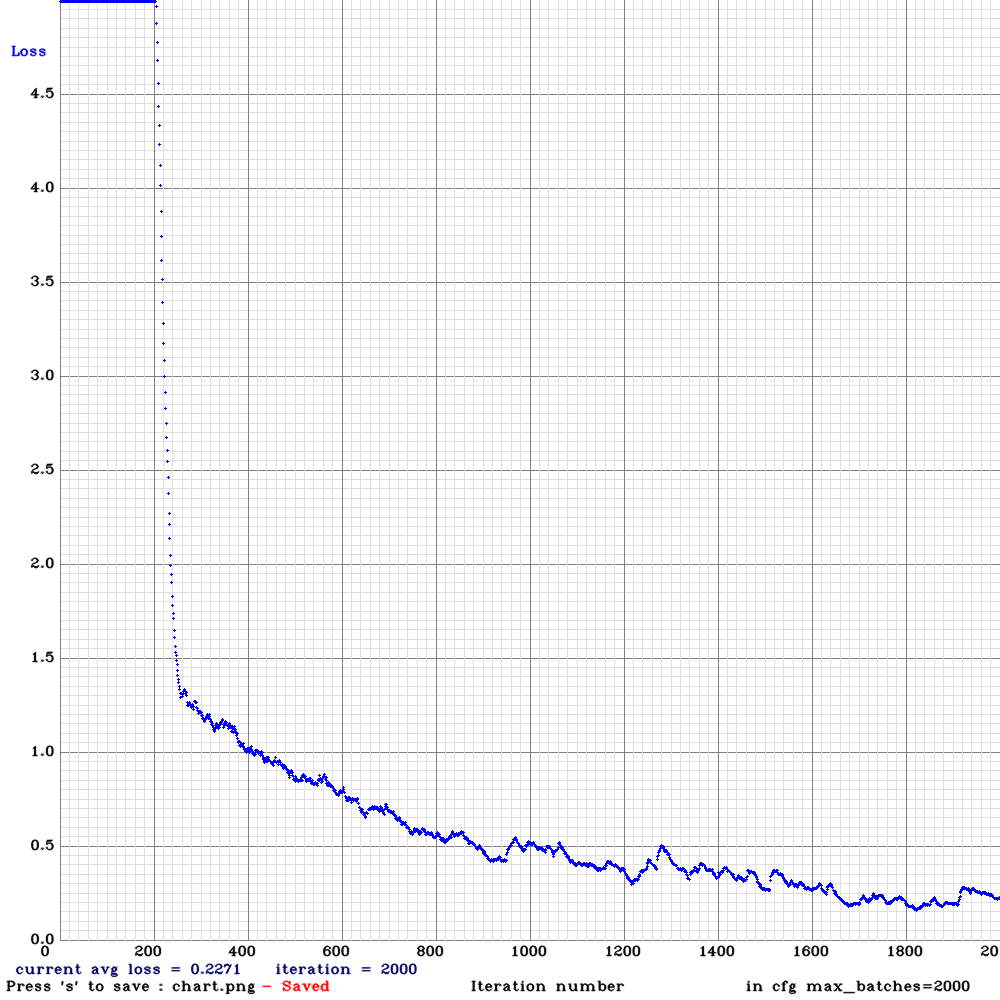 Loss
4.5
4.0
3.5
3.0
2.5
2.0
1.5
1.0
0.5
0.0
0 200 400 600 800 1000 1200 1400 1600 1800 20
current avg loss = 0.2271 iteration = 2000
Press 's' to save : chart.png - Saved Iteration number in cfg max_batches=2000